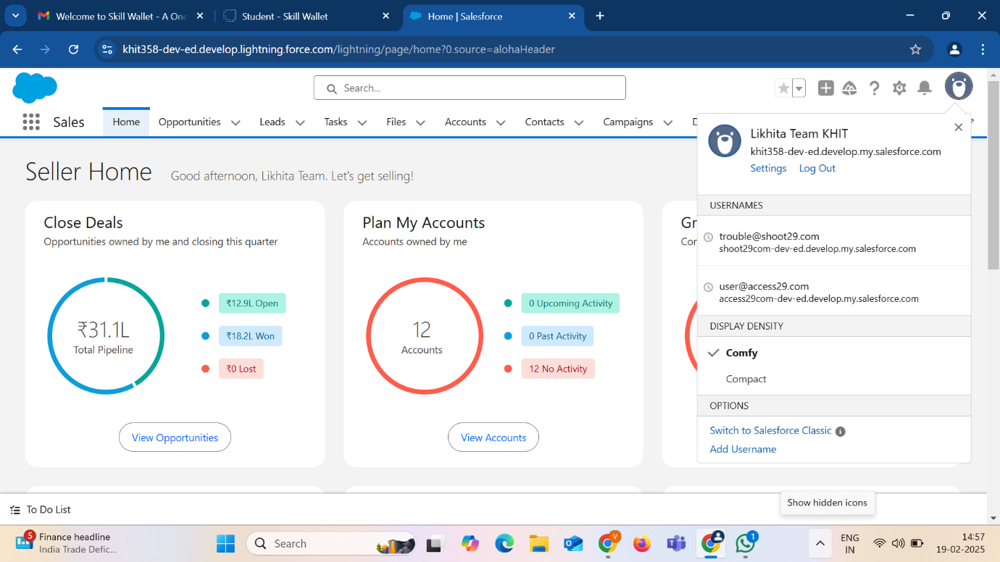 Welcome to Skill Wallet - A One
Student - Skill Wallet
Home | Salesforce
khit358-dev-ed.develop.lightning.force.com/lightning/page/home?0.source=alohaHeader
Search...
Sales
Home
Opportunities
Leads
Tasks
Files
Accounts
Contacts
Campaigns
D
Seller Home
Good afternoon, Likhita Team. Let's get selling!
Close Deals
Opportunities owned by me and closing this quarter
₹31.1L
Total Pipeline
₹12.9L Open
₹18.2L Won
₹0 Lost
View Opportunities
Plan My Accounts
Accounts owned by me
12
Accounts
0 Upcoming Activity
0 Past Activity
12 No Activity
View Accounts
Gr
Cor
Likhita Team KHIT
khit358-dev-ed.develop.my.salesforce.com
Settings Log Out
USERNAMES
trouble@shoot29.com
shoot29com-dev-ed.develop.my.salesforce.com
user@access29.com
access29com-dev-ed.develop.my.salesforce.com
DISPLAY DENSITY
Comfy
Compact
OPTIONS
Switch to Salesforce Classic
Add Username
To Do List
Show hidden icons
5
Finance headline
India Trade Defic...
Search
V
1
ENG
IN
14:57
19-02-2025